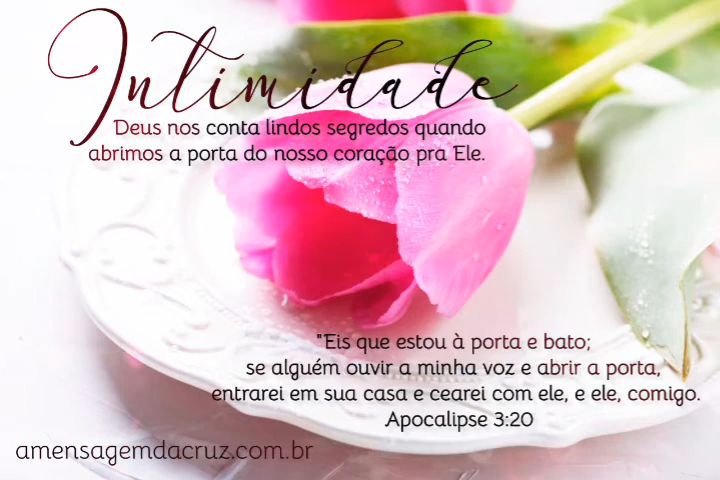 Intimidade
Deus nos conta lindos segredos quando
abrimos a porta do nosso coração pra Ele.
"Eis que estou à porta e bato;
se alguém ouvir a minha voz e abrir a porta,
entrarei em sua casa e cearei com ele, e ele, comigo.
Apocalipse 3:20
amensagemdacruz.com.br